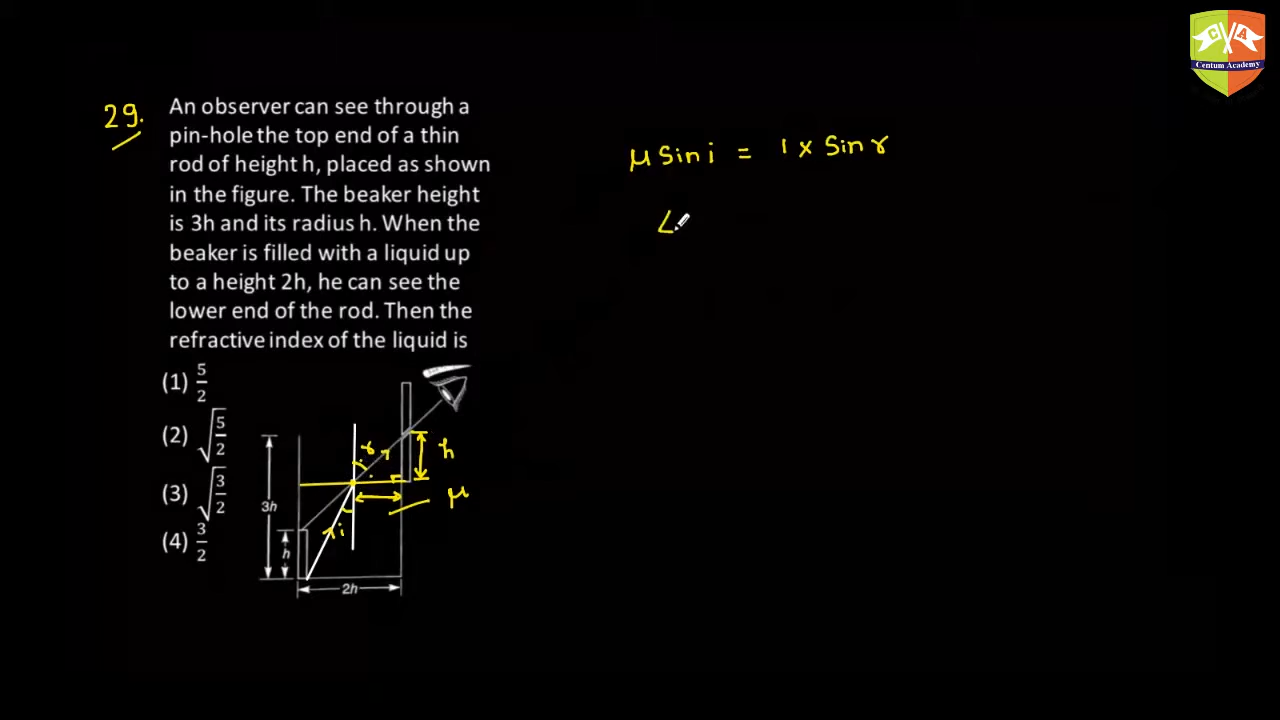 29.
An observer can see through a
pin-hole the top end of a thin
rod of height h, placed as shown
in the figure. The beaker height
is 3h and its radius h. When the
beaker is filled with a liquid up
to a height 2h, he can see the
lower end of the rod. Then the
refractive index of the liquid is
(1) 5/2
(2) √(5/2)
(3) √(3/2)
(4) 3/2
μ Sin i = 1 × Sin r
∠
r
h
μ
3h
i
h
2h
C A
Centum Academy